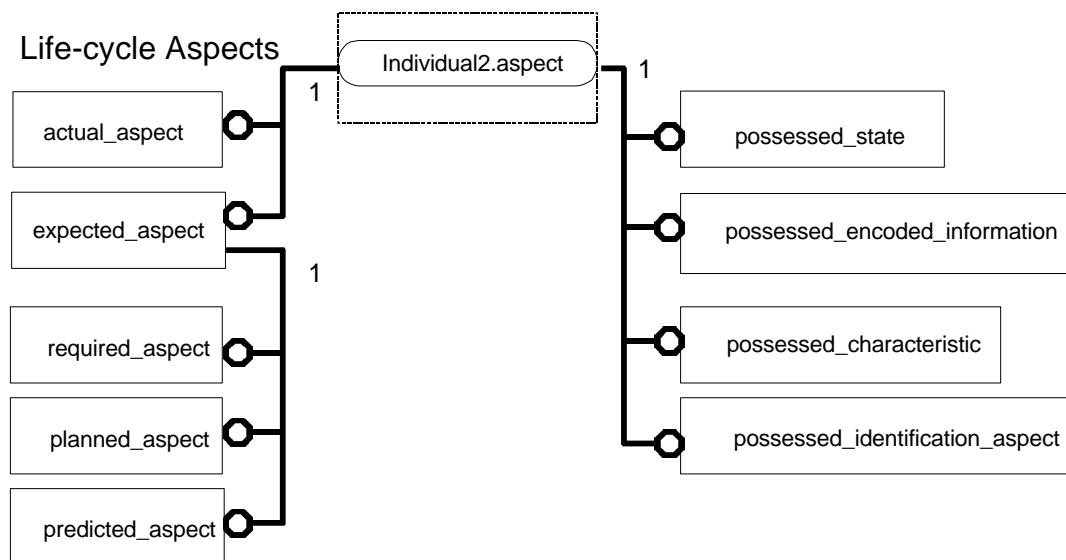 Life-cycle Aspects
Individual2.aspect
1
1
actual_aspect
expected_aspect
1
required_aspect
planned_aspect
predicted_aspect
possessed_state
possessed_encoded_information
possessed_characteristic
possessed_identification_aspect